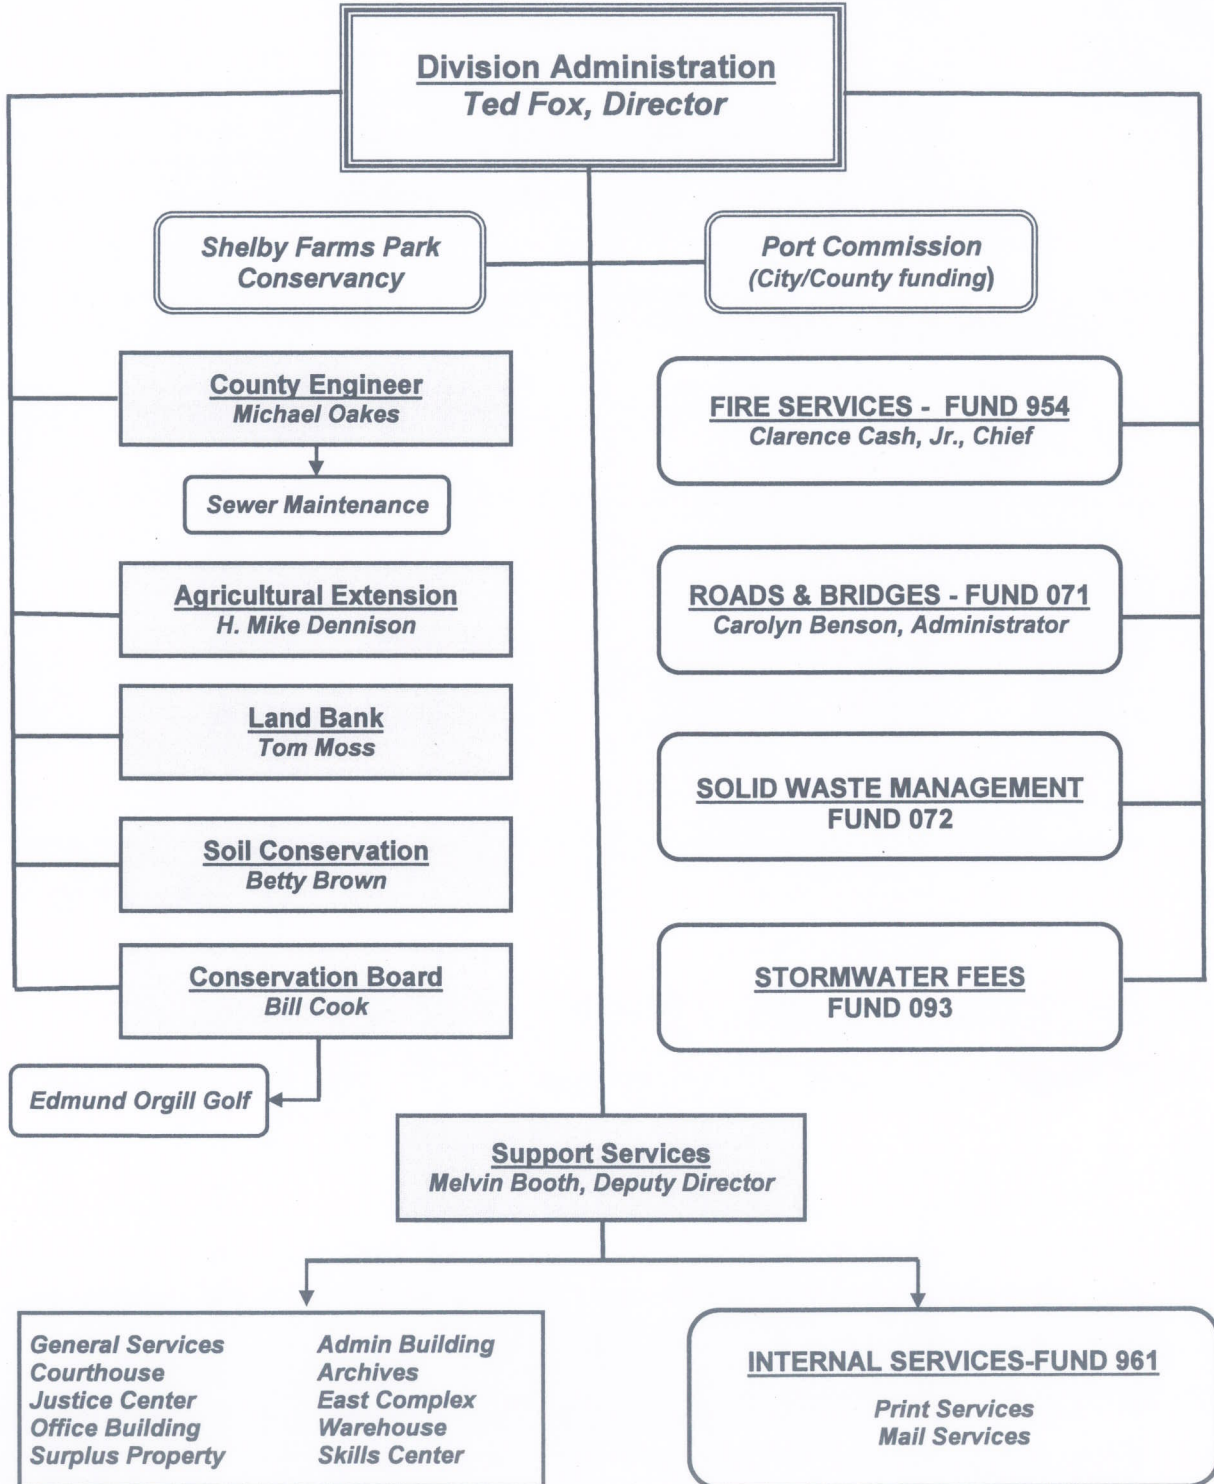 Division Administration
Ted Fox, Director
Shelby Farms Park
Conservancy
Port Commission
(City/County funding)
County Engineer
Michael Oakes
Sewer Maintenance
Agricultural Extension
H. Mike Dennison
Land Bank
Tom Moss
Soil Conservation
Betty Brown
Conservation Board
Bill Cook
Edmund Orgill Golf
FIRE SERVICES - FUND 954
Clarence Cash, Jr., Chief
ROADS & BRIDGES - FUND 071
Carolyn Benson, Administrator
SOLID WASTE MANAGEMENT
FUND 072
STORMWATER FEES
FUND 093
Support Services
Melvin Booth, Deputy Director
General Services
Courthouse
Justice Center
Office Building
Surplus Property
Admin Building
Archives
East Complex
Warehouse
Skills Center
INTERNAL SERVICES-FUND 961
Print Services
Mail Services